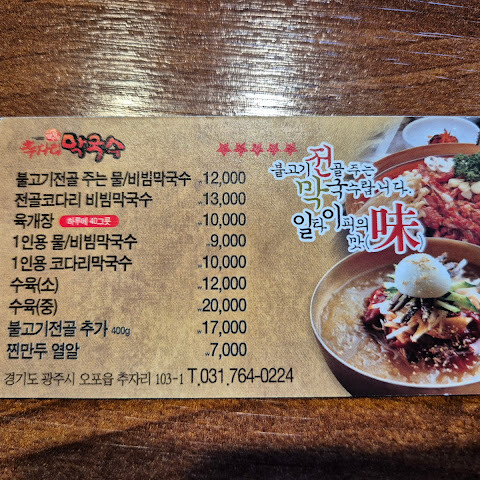 추자리 막국수
불고기전골 주는 물/비빔막국수 ₩12,000
전골코다리 비빔막국수 ₩13,000
육개장 하루에 40그릇 ₩10,000
1인용 물/비빔막국수 ₩9,000
1인용 코다리막국수 ₩10,000
수육(소) ₩12,000
수육(중) ₩20,000
불고기전골 추가 400g ₩17,000
찐만두 열알 ₩7,000
경기도 광주시 오포읍 추자리 103-1 T.031.764-0224
불고기전골 주는
막국수랍니다.
일타이피의
맛(味)